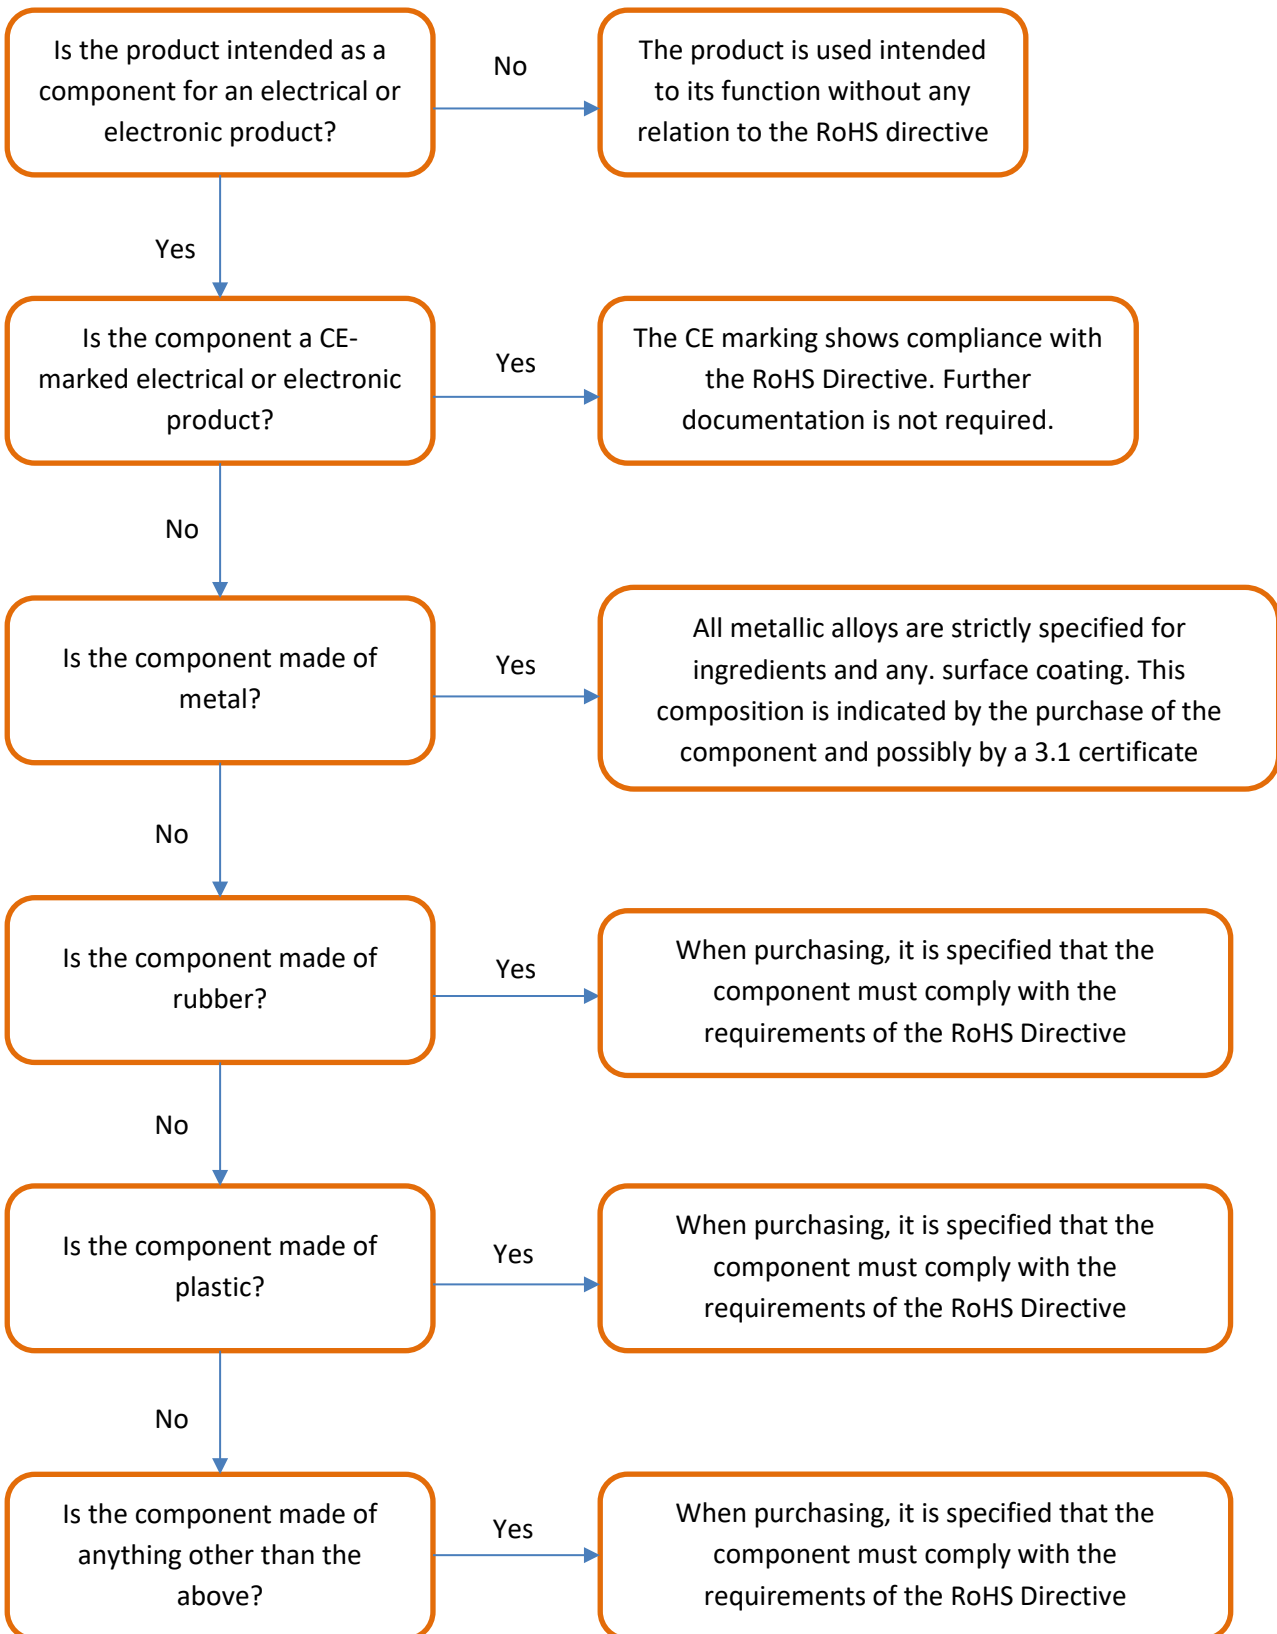 Is the product intended as a
component for an electrical or
electronic product?
No
The product is used intended
to its function without any
relation to the RoHS directive
Yes
Is the component a CE-
marked electrical or electronic
product?
Yes
The CE marking shows compliance with
the RoHS Directive. Further
documentation is not required.
No
Is the component made of
metal?
Yes
All metallic alloys are strictly specified for
ingredients and any. surface coating. This
composition is indicated by the purchase of the
component and possibly by a 3.1 certificate
No
Is the component made of
rubber?
Yes
When purchasing, it is specified that the
component must comply with the
requirements of the RoHS Directive
No
Is the component made of
plastic?
Yes
When purchasing, it is specified that the
component must comply with the
requirements of the RoHS Directive
No
Is the component made of
anything other than the
above?
Yes
When purchasing, it is specified that the
component must comply with the
requirements of the RoHS Directive